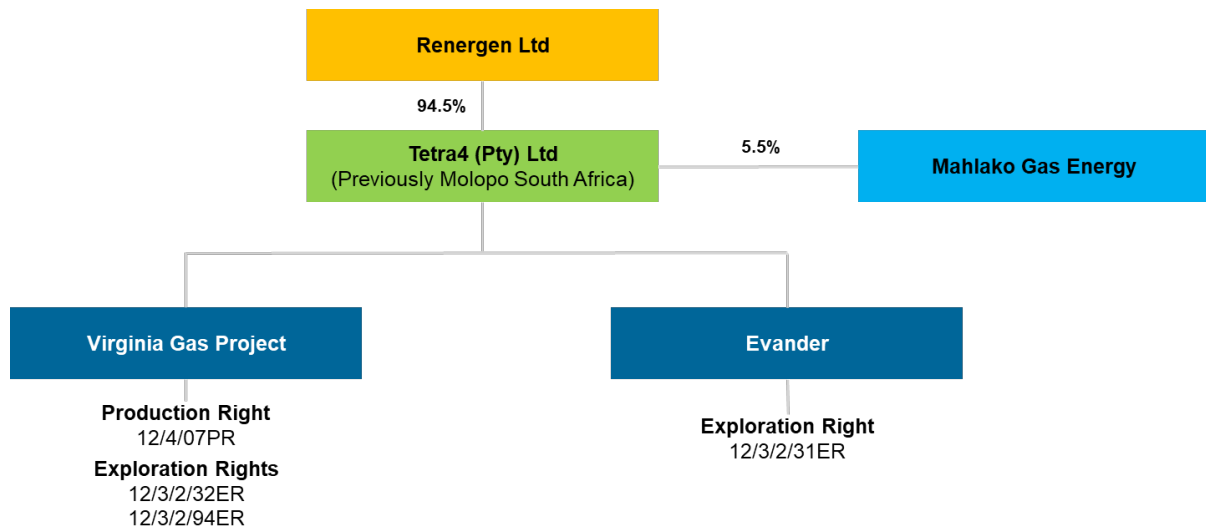 Renergen Ltd
94.5%
Tetra4 (Pty) Ltd
(Previously Molopo South Africa)
5.5%
Mahlako Gas Energy
Virginia Gas Project
Evander
Production Right
12/4/07PR
Exploration Rights
12/3/2/32ER
12/3/2/94ER
Exploration Right
12/3/2/31ER